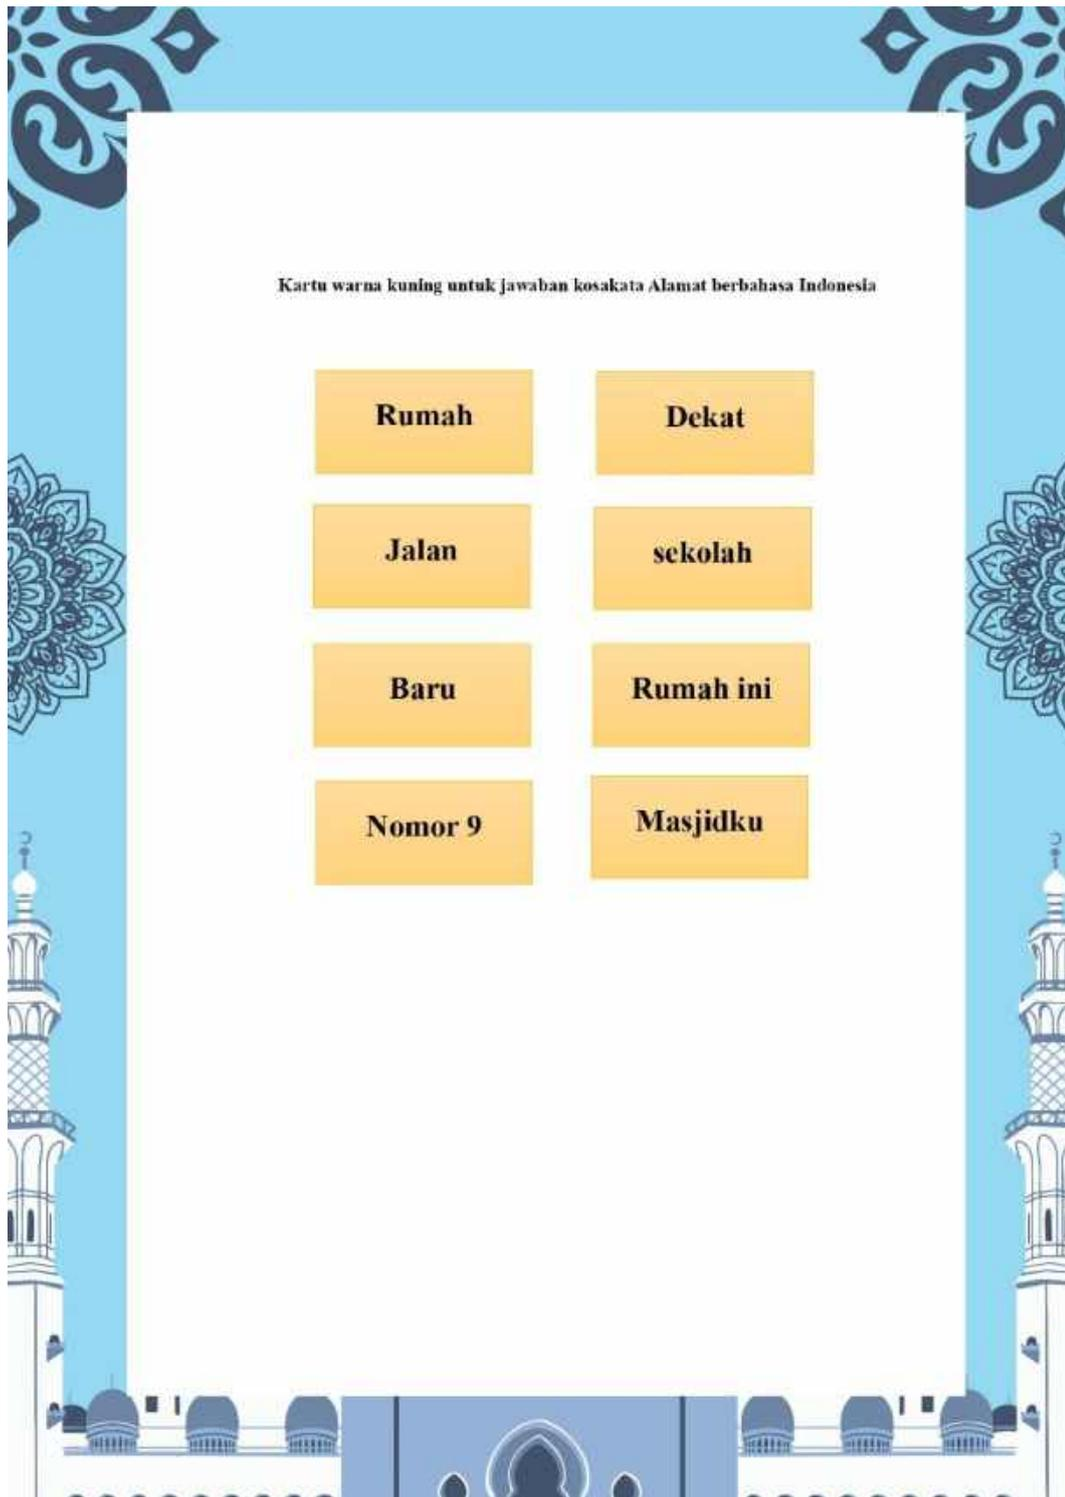 Kartu warna kuning untuk jawaban kosakata Alamat berbahasa Indonesia
Rumah
Dekat
Jalan
sekolah
Baru
Rumah ini
Nomor 9
Masjidku